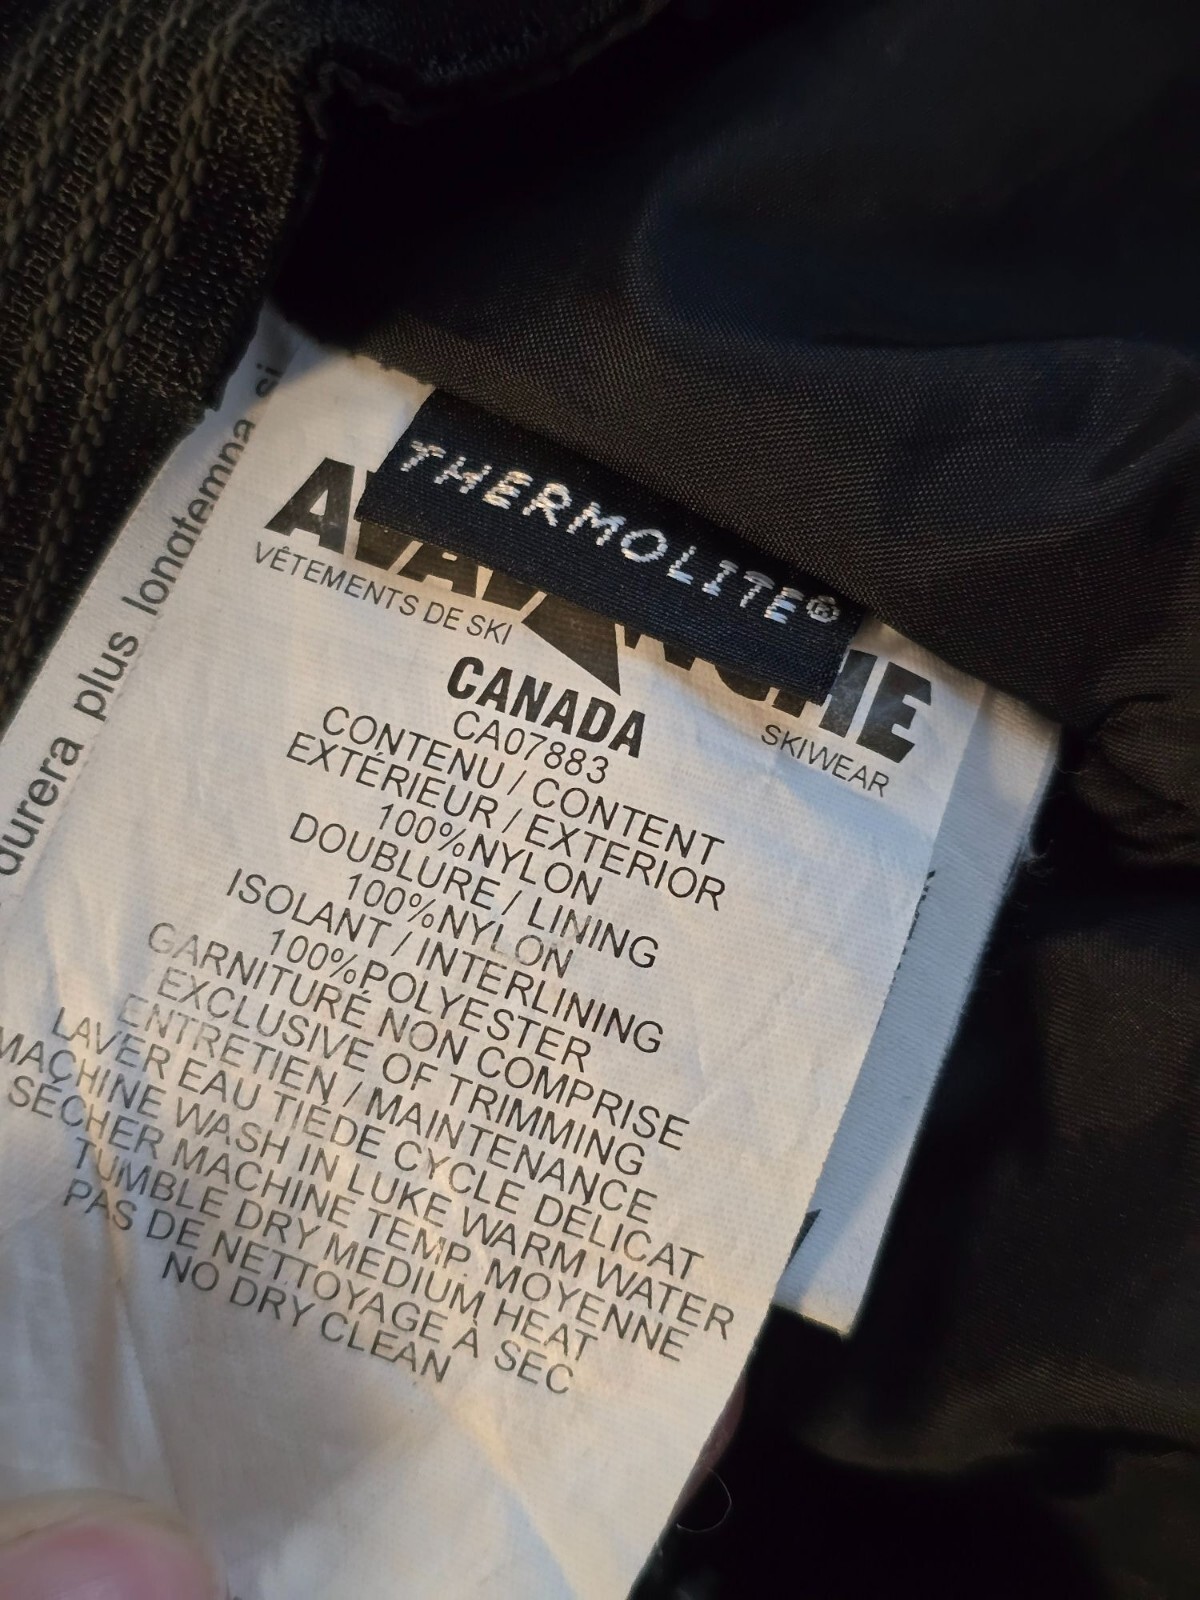 THERMOLITE®
VÊTEMENTS DE SKI
SKIWEAR
CANADA
CA07883
CONTENU / CONTENT
EXTERIEUR / EXTERIOR
100%NYLON
DOUBLURE / LINING
100%NYLON
ISOLANT / INTERLINING
100%POLYESTER
GARNITURE NON COMPRISE
EXCLUSIVE OF TRIMMING
ENTRETIEN / MAINTENANCE
LAVER EAU TIÈDE CYCLE DÉLICAT
MACHINE WASH IN LUKE WARM WATER
SÉCHER MACHINE TEMP. MOYENNE
TUMBLE DRY MEDIUM HEAT
PAS DE NETTOYAGE À SEC
NO DRY CLEAN
durera plus longtemps si